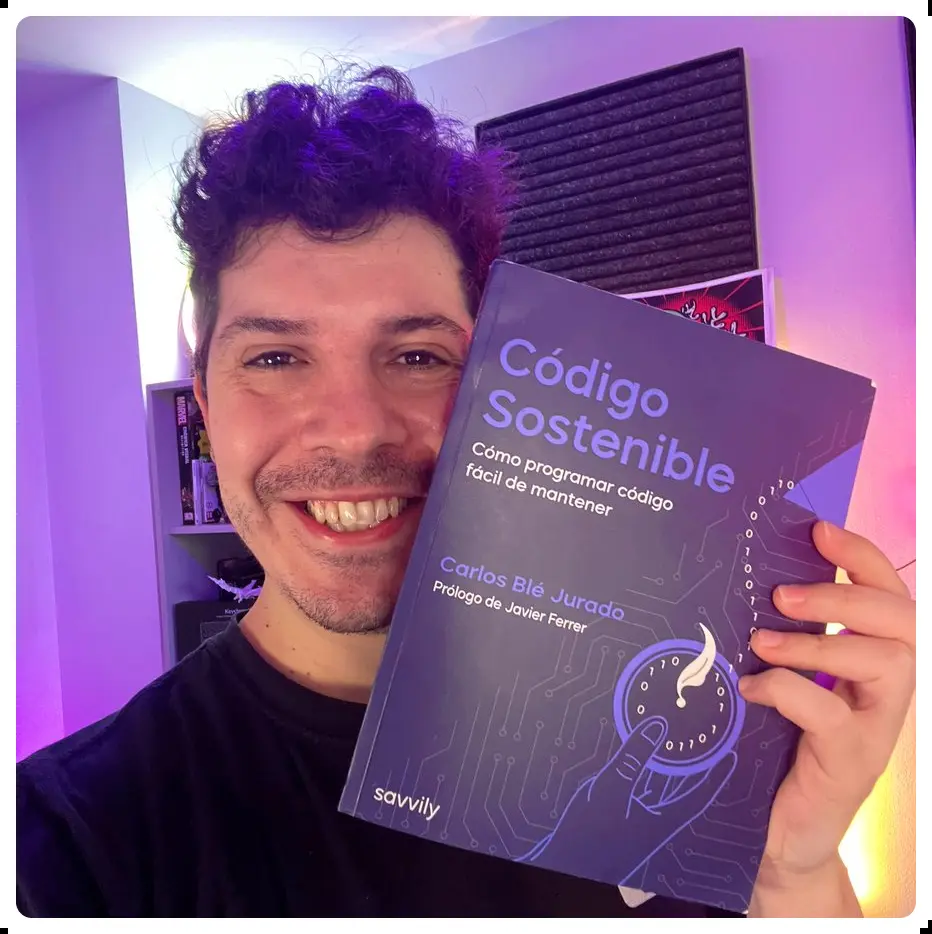 Código
Sostenible
Cómo programar código
fácil de mantener
Carlos Blé Jurado
Prólogo de Javier Ferrer
savvily
MARVEL